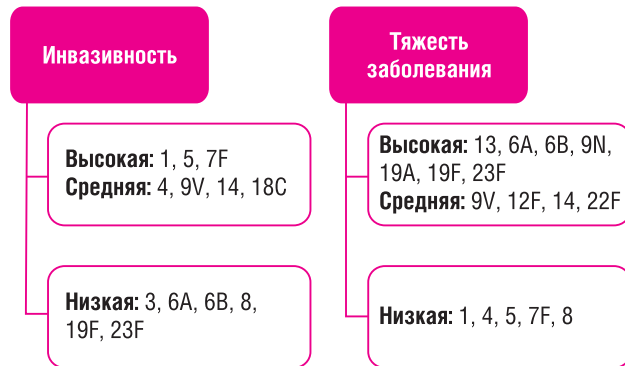 Инвазивность
Высокая: 1, 5, 7F
Средняя: 4, 9V, 14, 18C
Низкая: 3, 6A, 6B, 8,
19F, 23F
Тяжесть
заболевания
Высокая: 13, 6A, 6B, 9N,
19A, 19F, 23F
Средняя: 9V, 12F, 14, 22F
Низкая: 1, 4, 5, 7F, 8